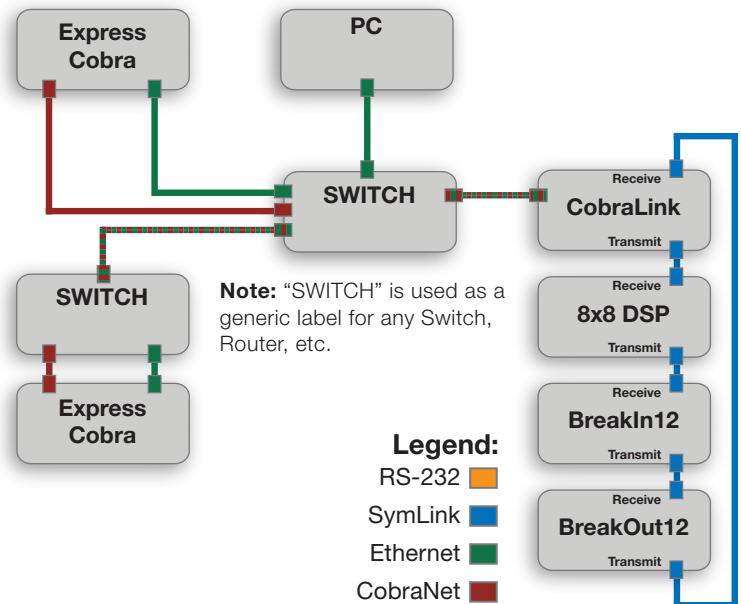 Express
Cobra
PC
SWITCH
Receive
CobraLink
Transmit
SWITCH
Note: “SWITCH” is used as a
generic label for any Switch,
Router, etc.
Receive
8x8 DSP
Transmit
Express
Cobra
Receive
BreakIn12
Transmit
Legend:
RS-232
SymLink
Ethernet
CobraNet
Receive
BreakOut12
Transmit